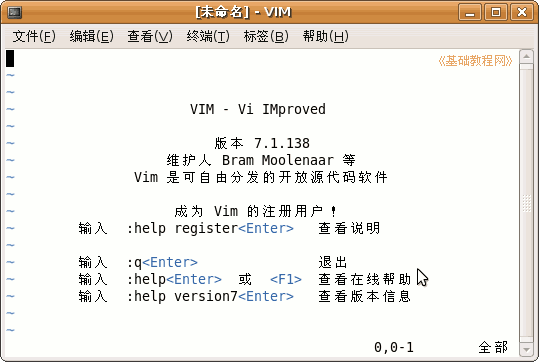 [未命名] - VIM
文件(F) 编辑(E) 查看(V) 终端(T) 标签(B) 帮助(H)
《基础教程网》
~
~
~
VIM - Vi IMproved
~
~
版本 7.1.138
~
维护人 Bram Moolenaar 等
~
Vim 是可自由分发的开放源代码软件
~
~
成为 Vim 的注册用户!
~
输入 :help register<Enter> 查看说明
~
~
输入 :q<Enter> 退出
~
输入 :help<Enter> 或 <F1> 查看在线帮助
~
输入 :help version7<Enter> 查看版本信息
~
~
0,0-1 全部